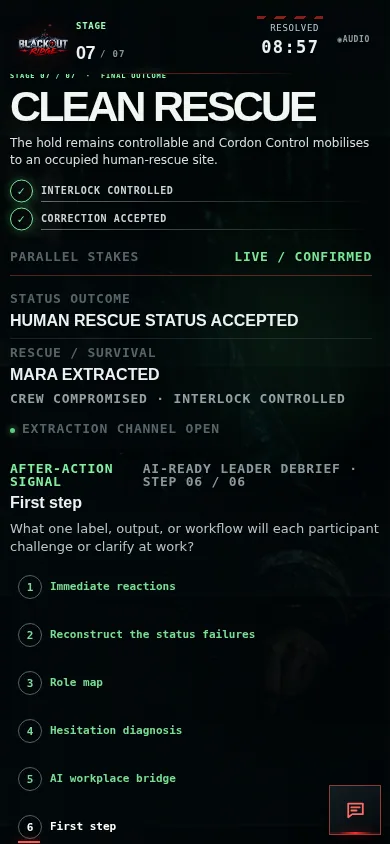 BLACKOUT
RIDGE
STAGE
07 / 07
RESOLVED
08:57
AUDIO
STAGE 07 / 07 · FINAL OUTCOME
CLEAN RESCUE
The hold remains controllable and Cordon Control mobilises
to an occupied human-rescue site.
✓ INTERLOCK CONTROLLED
✓ CORRECTION ACCEPTED
PARALLEL STAKES LIVE / CONFIRMED
STATUS OUTCOME
HUMAN RESCUE STATUS ACCEPTED
RESCUE / SURVIVAL
MARA EXTRACTED
CREW COMPROMISED · INTERLOCK CONTROLLED
EXTRACTION CHANNEL OPEN
AFTER-ACTION
SIGNAL
AI-READY LEADER DEBRIEF ·
STEP 06 / 06
First step
What one label, output, or workflow will each participant
challenge or clarify at work?
1 Immediate reactions
2 Reconstruct the status failures
3 Role map
4 Hesitation diagnosis
5 AI workplace bridge
6 First step